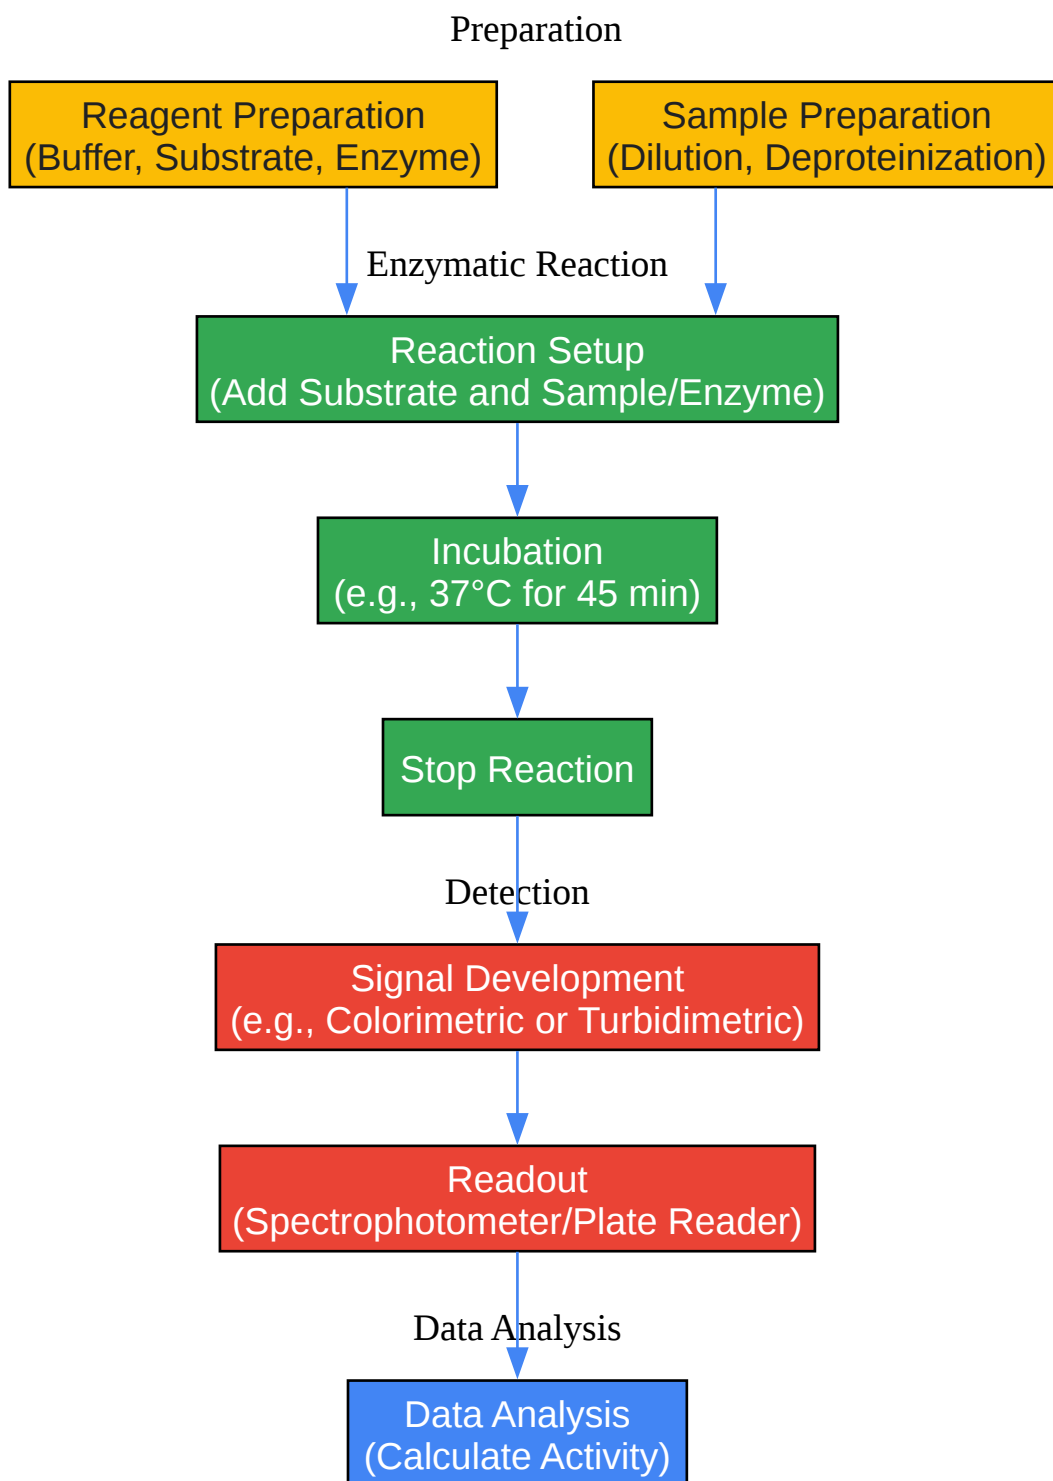 Preparation
Reagent Preparation
(Buffer, Substrate, Enzyme)
Sample Preparation
(Dilution, Deproteinization)
Enzymatic Reaction
Reaction Setup
(Add Substrate and Sample/Enzyme)
Incubation
(e.g., 37°C for 45 min)
Stop Reaction
Detection
Signal Development
(e.g., Colorimetric or Turbidimetric)
Readout
(Spectrophotometer/Plate Reader)
Data Analysis
Data Analysis
(Calculate Activity)